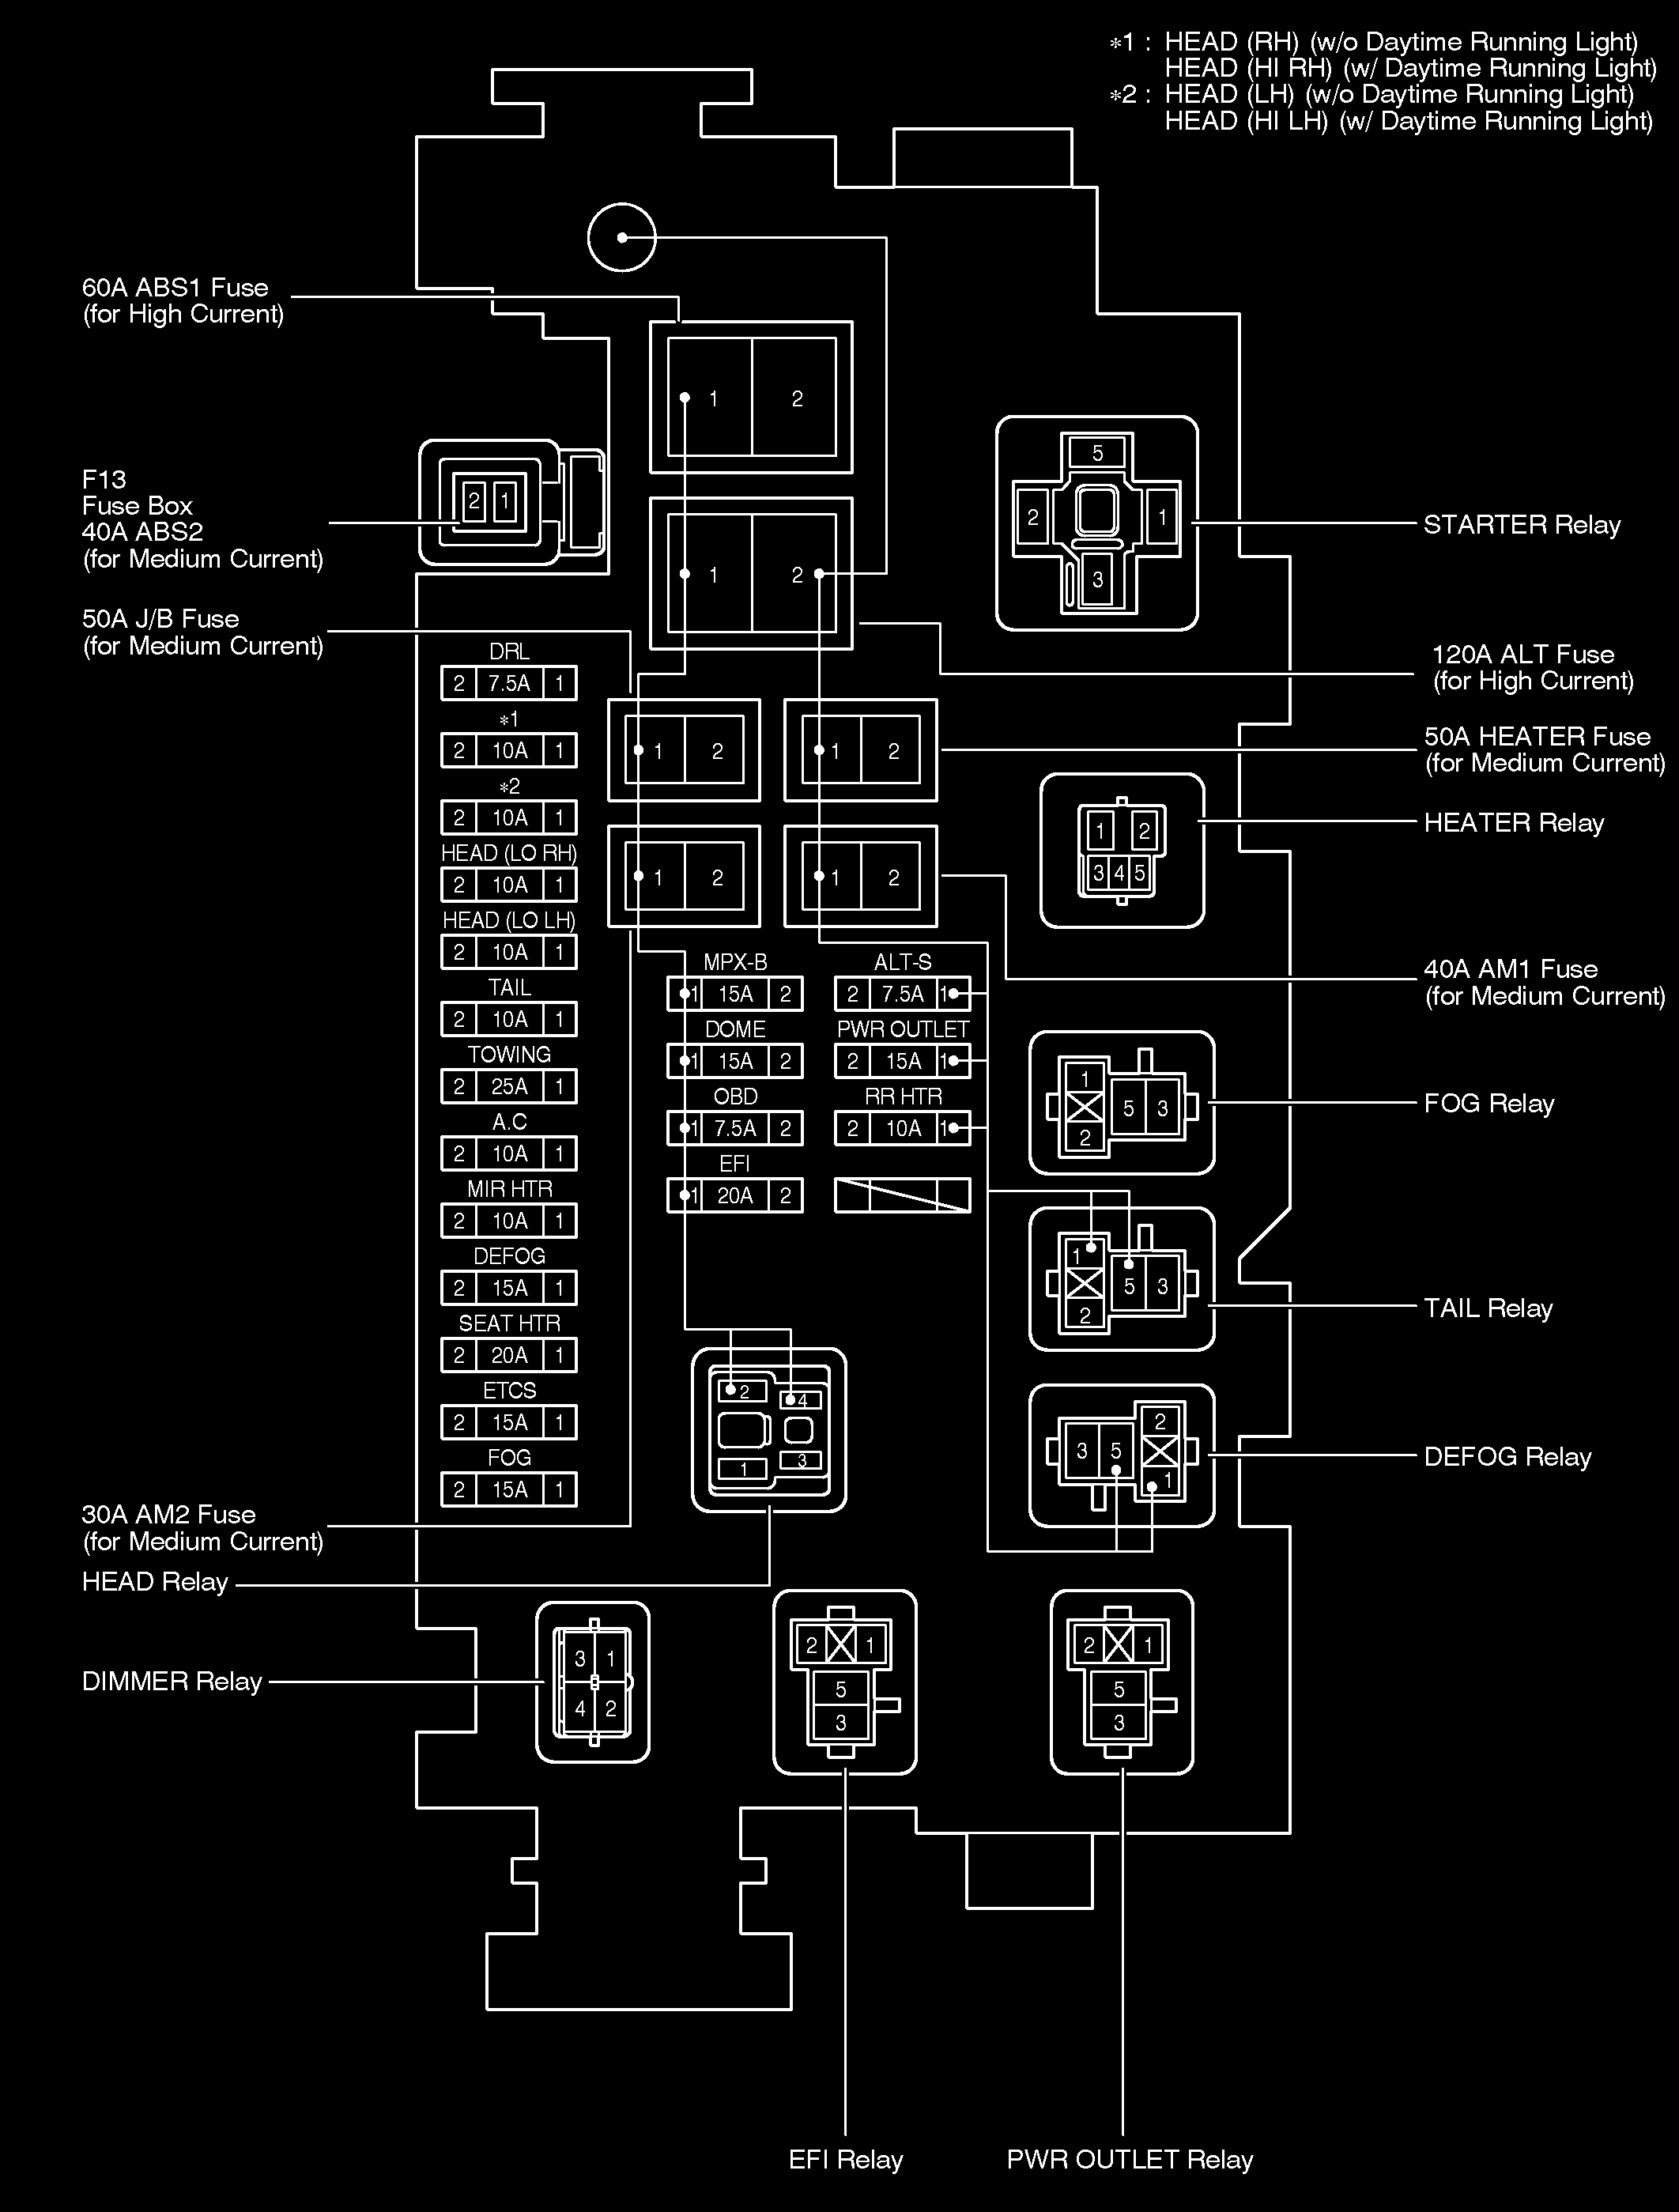 *1 : HEAD (RH) (w/o Daytime Running Light)
HEAD (HI RH) (w/ Daytime Running Light)
*2 : HEAD (LH) (w/o Daytime Running Light)
HEAD (HI LH) (w/ Daytime Running Light)
60A ABS1 Fuse
(for High Current)
1 2
F13
Fuse Box
40A ABS2
(for Medium Current)
2 1
5
2 1
3
STARTER Relay
1 2
50A J/B Fuse
(for Medium Current)
120A ALT Fuse
(for High Current)
DRL
2 7.5A 1
*1
2 10A 1
*2
2 10A 1
HEAD (LO RH)
2 10A 1
HEAD (LO LH)
2 10A 1
TAIL
2 10A 1
TOWING
2 25A 1
A.C
2 10A 1
MIR HTR
2 10A 1
DEFOG
2 15A 1
SEAT HTR
2 20A 1
ETCS
2 15A 1
FOG
2 15A 1
1 2
1 2
50A HEATER Fuse
(for Medium Current)
1 2
3 4 5
HEATER Relay
1 2
1 2
40A AM1 Fuse
(for Medium Current)
MPX-B
1 15A 2
DOME
1 15A 2
OBD
1 7.5A 2
EFI
1 20A 2
ALT-S
2 7.5A 1
PWR OUTLET
2 15A 1
RR HTR
2 10A 1
1
5 3
2
FOG Relay
1
5 3
2
TAIL Relay
2
3 5
1
DEFOG Relay
2 4
1 3
30A AM2 Fuse
(for Medium Current)
HEAD Relay
DIMMER Relay
3 1
4 2
2 1
5
3
2 1
5
3
EFI Relay
PWR OUTLET Relay